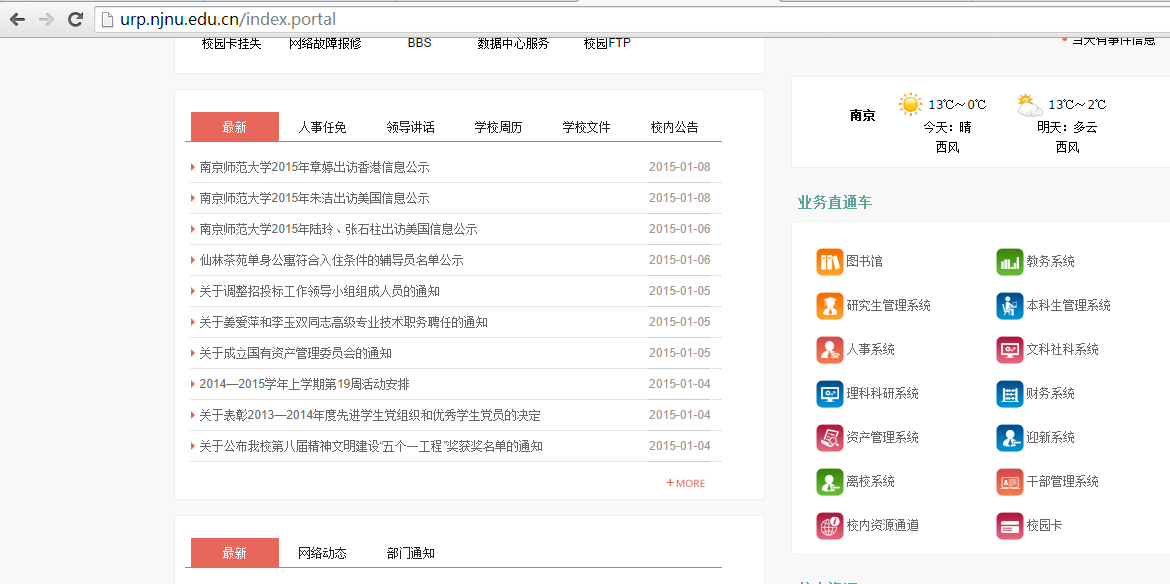 urp.njnu.edu.cn/index.portal
校园卡挂失 网络故障报修 BBS 数据中心服务 校园FTP
* 当天有事件信息
最新 人事任免 领导讲话 学校周历 学校文件 校内公告
南京师范大学2015年章婷出访香港信息公示 2015-01-08
南京师范大学2015年朱洁出访美国信息公示 2015-01-08
南京师范大学2015年陆玲、张石柱出访美国信息公示 2015-01-06
仙林茶苑单身公寓符合入住条件的辅导员名单公示 2015-01-06
关于调整招投标工作领导小组组成人员的通知 2015-01-05
关于姜爱萍和李玉双同志高级专业技术职务聘任的通知 2015-01-05
关于成立国有资产管理委员会的通知 2015-01-05
2014—2015学年上学期第19周活动安排 2015-01-04
关于表彰2013—2014年度先进学生党组织和优秀学生党员的决定 2015-01-04
关于公布我校第八届精神文明建设“五个一工程”奖获奖名单的通知 2015-01-04
+MORE
最新 网络动态 部门通知
南京
13℃～0℃
今天：晴
西风
13℃～2℃
明天：多云
西风
业务直通车
图书馆 教务系统
研究生管理系统 本科生管理系统
人事系统 文科社科系统
理科科研系统 财务系统
资产管理系统 迎新系统
离校系统 干部管理系统
校内资源通道 校园卡